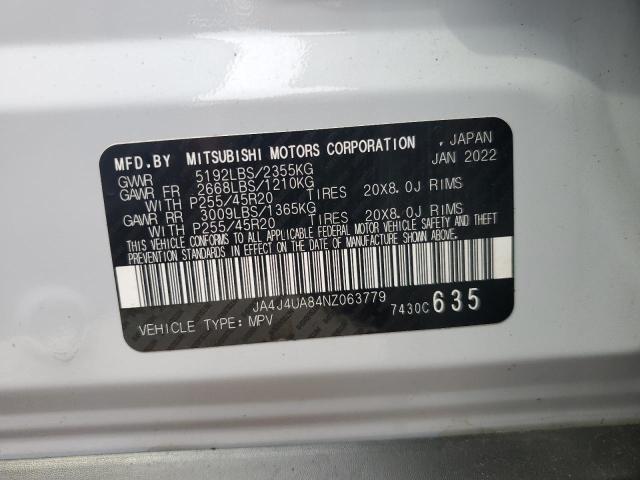 MFD.BY MITSUBISHI MOTORS CORPORATION , JAPAN
GWR 5192LBS/2355KG JAN 2022
GAWR FR 2668LBS/1210KG
WITH P255/45R20 TIRES 20X8.0J RIMS
GAWR RR 3009LBS/1365KG
WITH P255/45R20 TIRES 20X8.0J RIMS
THIS VEHICLE CONFORMS TO ALL APPLICABLE FEDERAL MOTOR VEHICLE SAFETY AND THEFT
PREVENTION STANDARDS IN EFFECT ON THE DATE OF MANUFACTURE SHOWN ABOVE.
JA4J4UA84NZ063779
VEHICLE TYPE: MPV 7430C 635